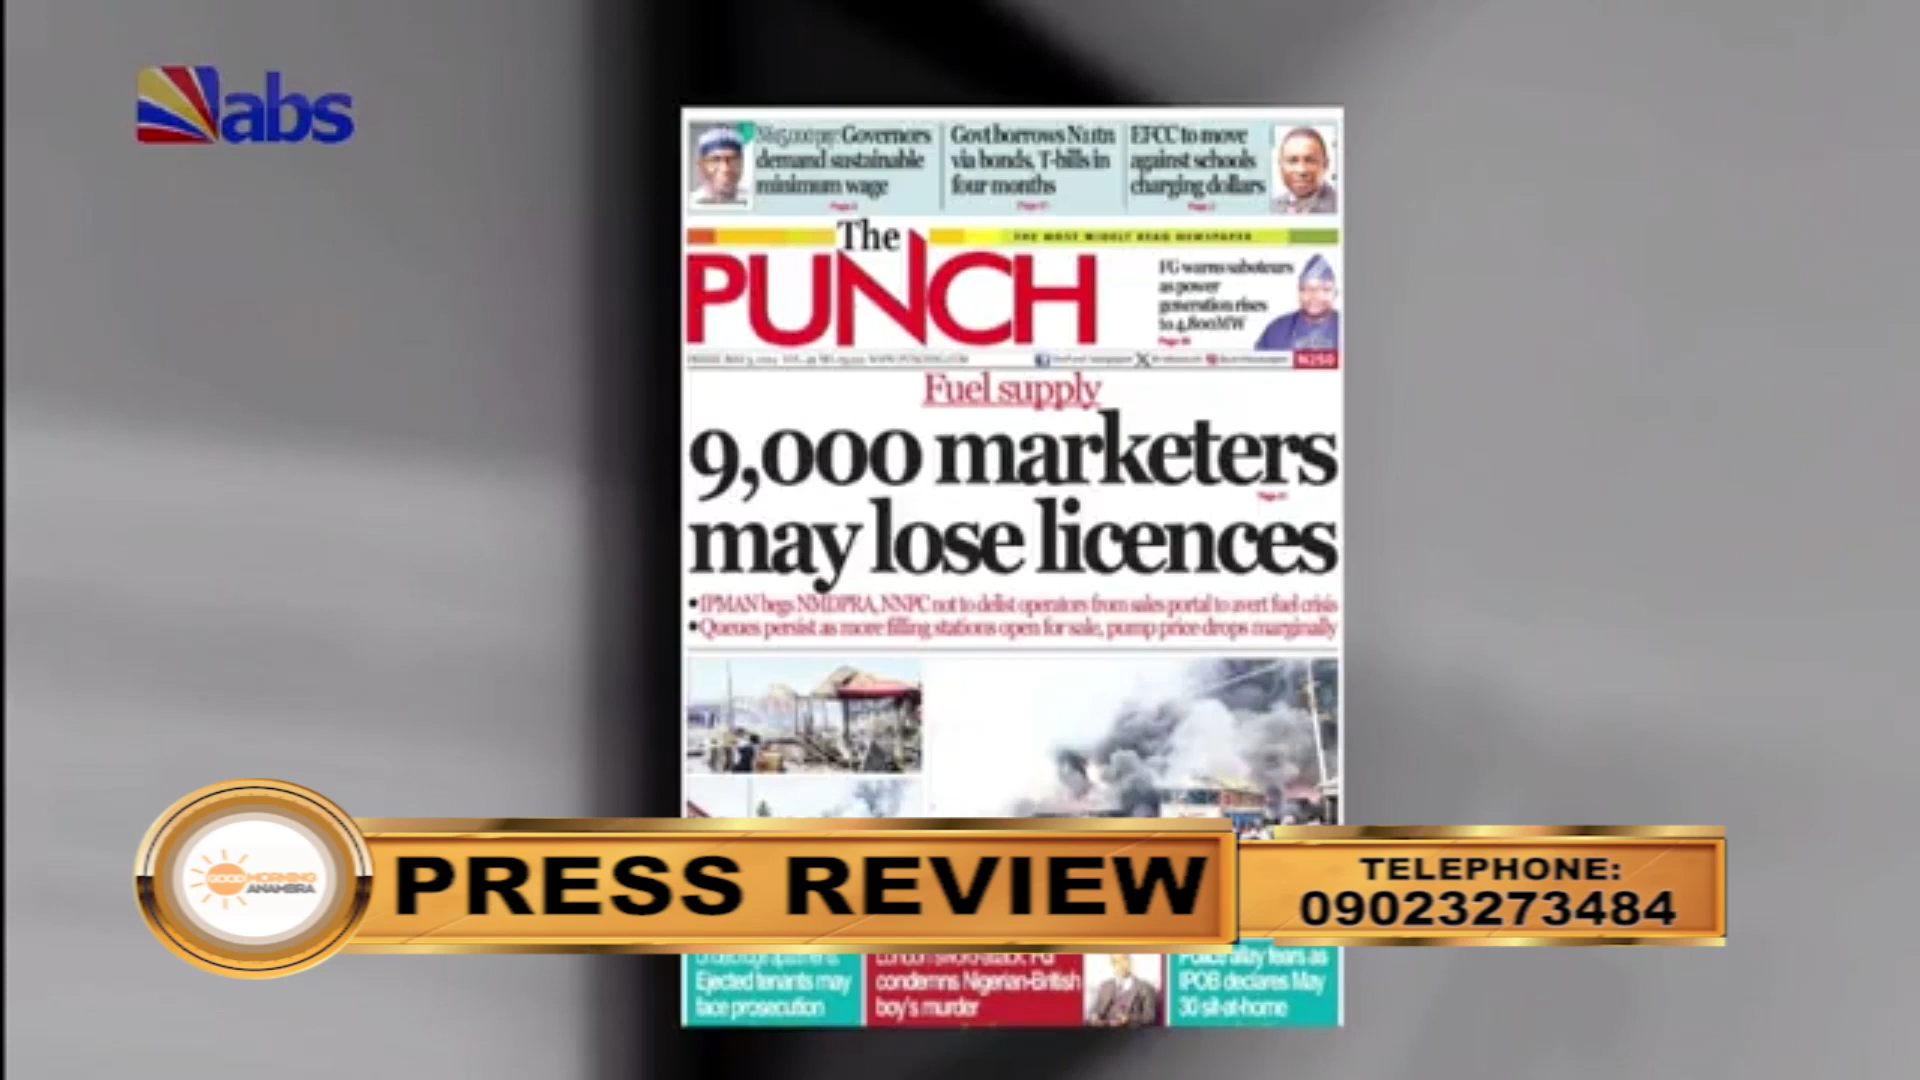 abs
Governors
demand sustainable
minimum wage
Govt borrows N11tn
via bonds, T-bills in
four months
EFCC to move
against schools
charging dollars
The
PUNCH
THE MOST WIDELY READ NEWSPAPER
FG warns saboteurs
as power
generation rises
to 4,800MW
N250
Fuel supply
9,000 marketers
may lose licences
•IPMAN begs NMDPRA, NNPC not to delist operators from sales portal to avert fuel crisis
•Queues persist as more filling stations open for sale, pump price drops marginally
GOOD MORNING
ANAMBRA
PRESS REVIEW
TELEPHONE:
09023273484
Ejected tenants may
face prosecution
London sword attack: FG
condemns Nigerian-British
boy's murder
Police allay fears as
IPOB declares May
30 sit-at-home